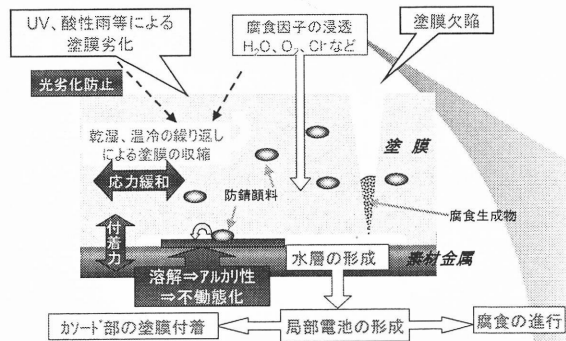 UV、酸性雨等による
塗膜劣化
腐食因子の浸透
H₂O、O₂、Cl⁻など
塗膜欠陥
光劣化防止
乾湿、温冷の繰り返し
による塗膜の収縮
塗 膜
応力緩和
防錆顔料
腐食生成物
付着力
水層の形成
素材金属
溶解⇒アルカリ性
⇒不働態化
カソード部の塗膜付着
局部電池の形成
腐食の進行